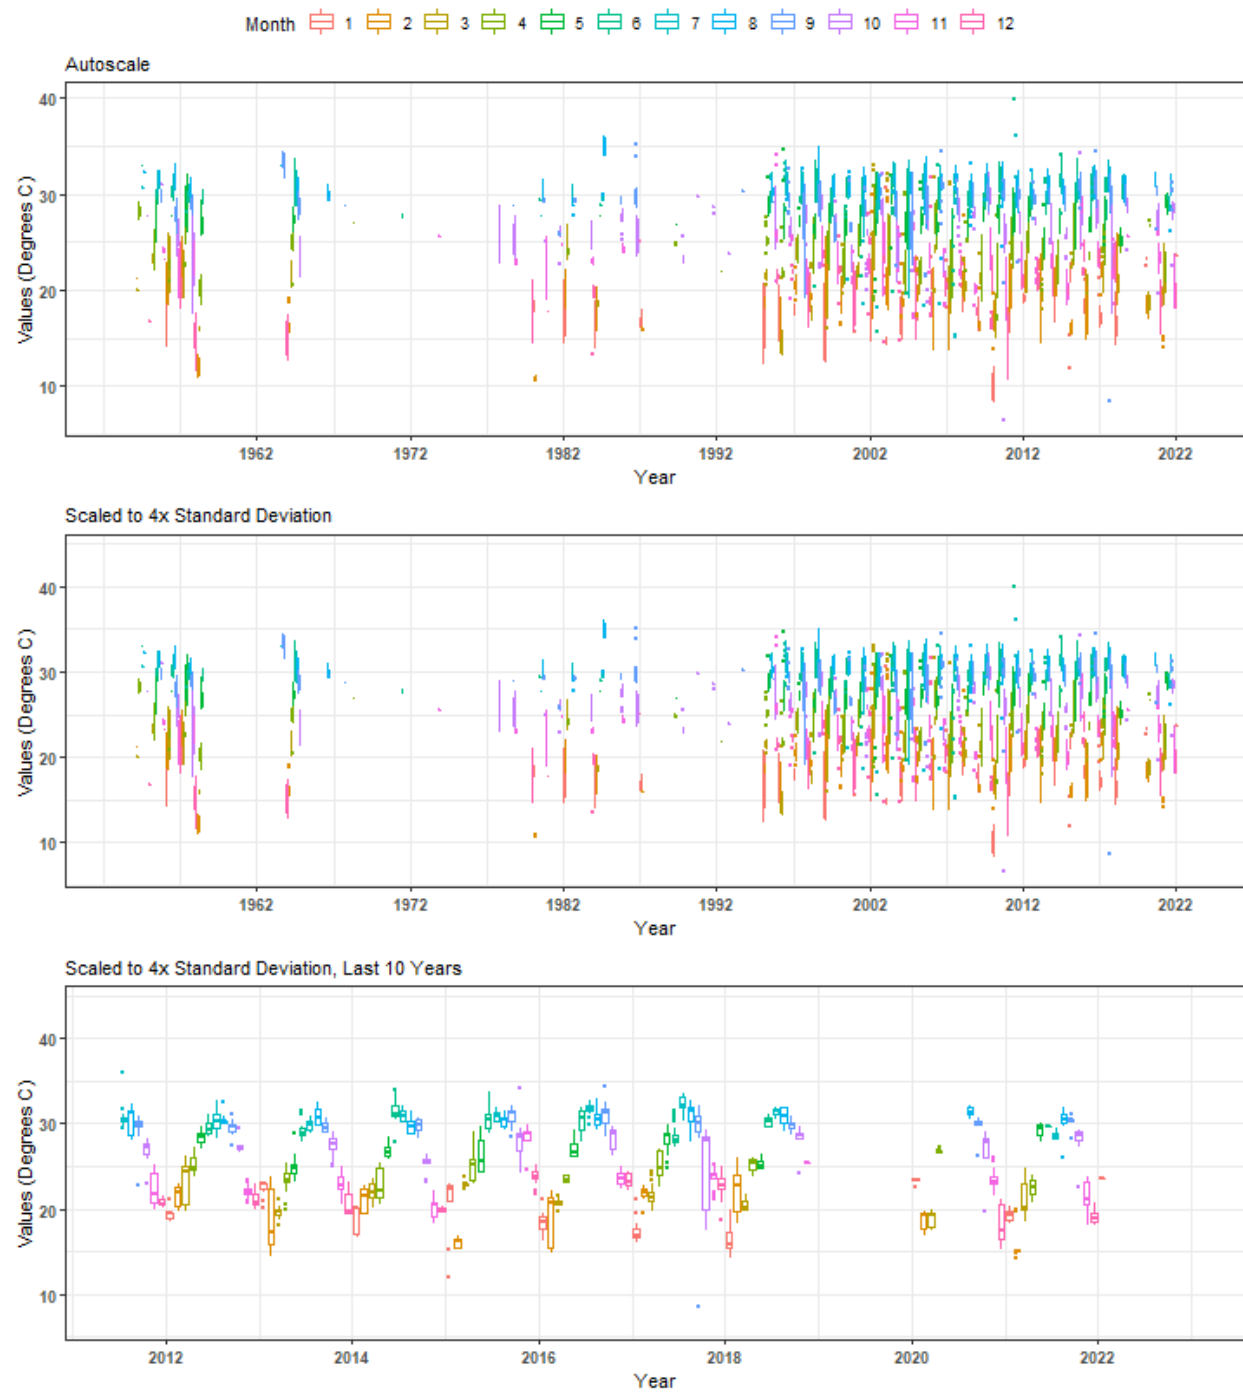 Month 1 2 3 4 5 6 7 8 9 10 11 12
Autoscale
40
30
20
10
Values (Degrees C)
1962 1972 1982 1992 2002 2012 2022
Year
Scaled to 4x Standard Deviation
40
30
20
10
Values (Degrees C)
1962 1972 1982 1992 2002 2012 2022
Year
Scaled to 4x Standard Deviation, Last 10 Years
40
30
20
10
Values (Degrees C)
2012 2014 2016 2018 2020 2022
Year